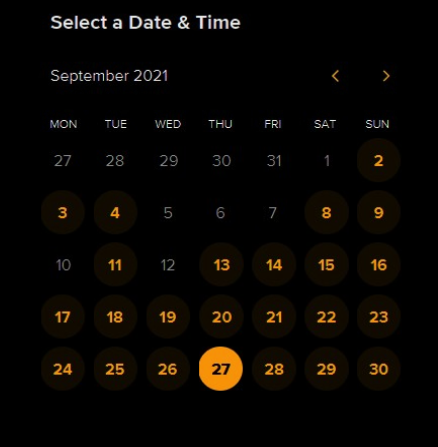 Select a Date & Time
September 2021
MON TUE WED THU FRI SAT SUN
27 28 29 30 31 1 2
3 4 5 6 7 8 9
10 11 12 13 14 15 16
17 18 19 20 21 22 23
24 25 26 27 28 29 30